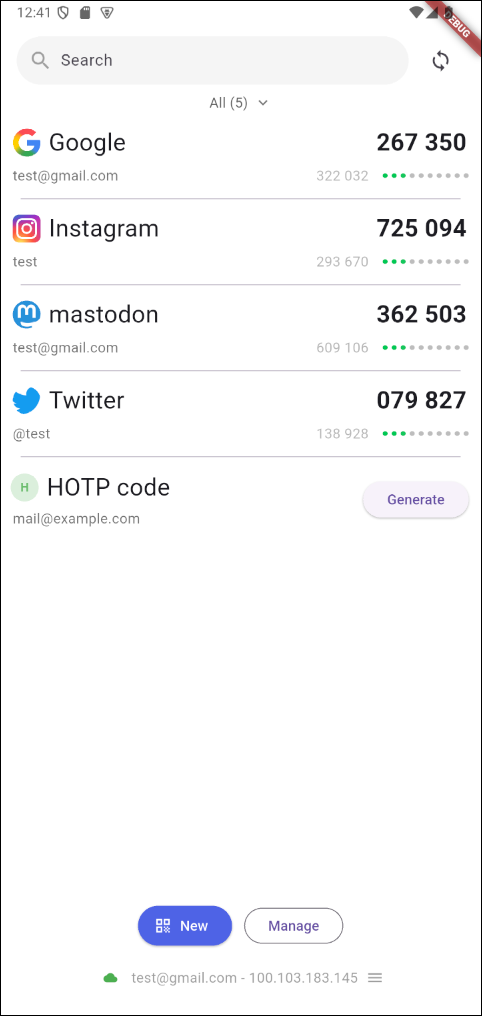 12:41
DEBUG
Search
All (5)
Google 267 350
test@gmail.com 322 032
Instagram 725 094
test 293 670
mastodon 362 503
test@gmail.com 609 106
Twitter 079 827
@test 138 928
H HOTP code
Generate
mail@example.com
New Manage
test@gmail.com - 100.103.183.145